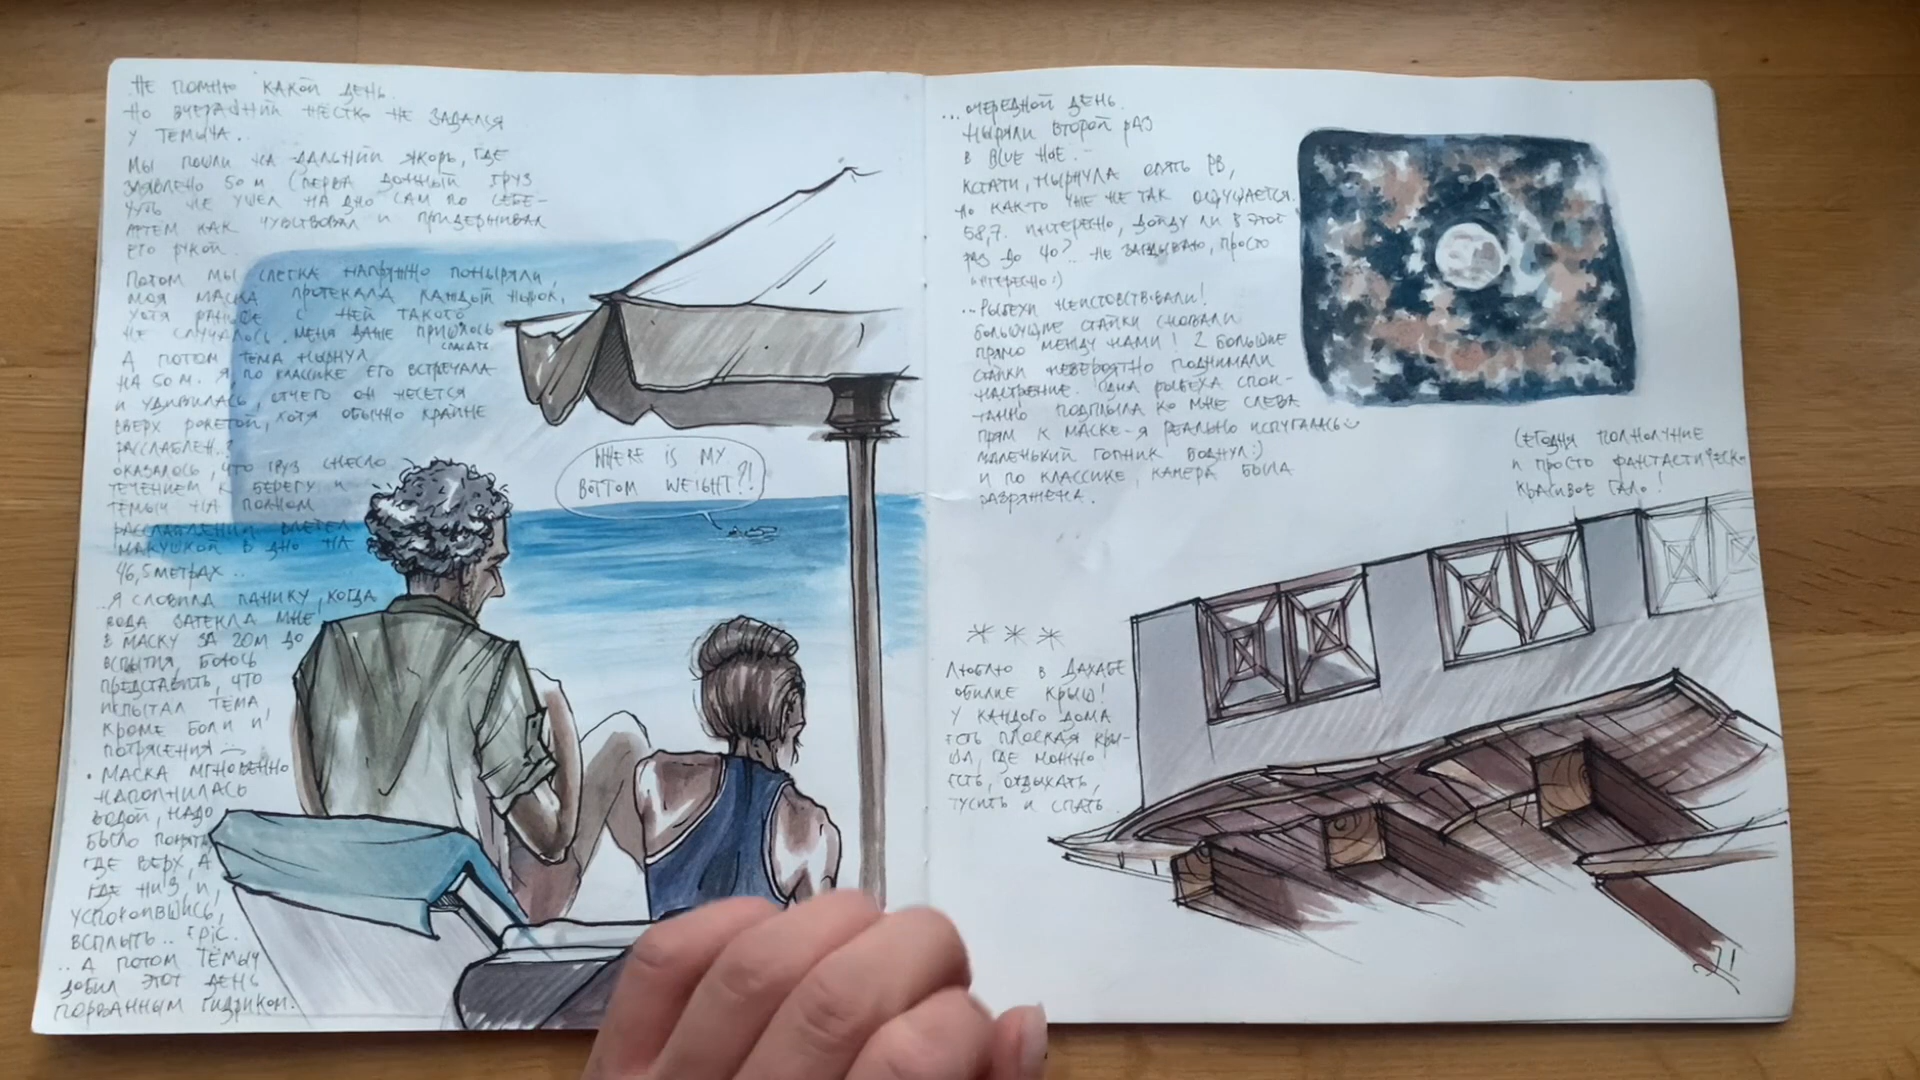 НЕ ПОМНЮ КАКОЙ ДЕНЬ.
НО ВЧЕРАШНИЙ ЖЕСТКО НЕ ЗАДАЛСЯ
У ТЕМЫЧА..
МЫ ПОШЛИ НА ДАЛЬНИЙ ЯКОРЬ, ГДЕ
ЗАЯВЛЕНО 50 М (ПЕРВА ДОННЫЙ ГРУЗ
ЧУТЬ НЕ УШЕЛ НА ДНО САМ ПО СЕБЕ-
АРТЕМ КАК ЧУВСТВОВАЛ И ПРИДЕРЖИВАЛ
ЕГО РУКОЙ.
ПОТОМ МЫ СЛЕГКА НАПРЯЖНО ПОНЫРЯЛИ,
МОЯ МАСКА ПРОТЕКАЛА КАЖДЫЙ НЫРОК,
ХОТЯ РАНЬШЕ С НЕЙ ТАКОГО
НЕ СЛУЧАЛОСЬ. МЕНЯ ДАЖЕ ПРИШЛОСЬ
СПАСАТЬ.
А ПОТОМ ТЕМА НЫРНУЛ
НА 50 М. Я, ПО КЛАССИКЕ ЕГО ВСТРЕЧАЛА
И УДИВИЛАСЬ, ОТЧЕГО ОН НЕСЕТСЯ
ВВЕРХ РАКЕТОЙ, ХОТЯ ОБЫЧНО КРАЙНЕ
РАССЛАБЛЕН..?
ОКАЗАЛОСЬ, ЧТО ГРУЗ СНЕСЛО
ТЕЧЕНИЕМ К БЕРЕГУ И
ТЕМЫЧ НА ПОЛНОМ
РАССЛАБЛЕНИИ ВЛЕТЕЛ
МАКУШКОЙ В ДНО НА
46,5 МЕТРАХ..
..Я СЛОВИЛА ПАНИКУ, КОГДА
ВОДА ЗАТЕКЛА МНЕ
В МАСКУ ЗА 20М ДО
ВСПЫТИЯ, БОЮСЬ
ПРЕДСТАВИТЬ, ЧТО
ИСПЫТАЛ ТЕМА,
КРОМЕ БОЛИ И
ПОТРЯСЕНИЯ
• МАСКА МГНОВЕННО
НАПОЛНИЛАСЬ
ВОДОЙ, НАДО
БЫЛО ПОНЯТЬ
ГДЕ ВЕРХ, А
ГДЕ НИЗ И,
УСПОКОИВШИСЬ,
ВСПЛЫТЬ.. EPIC.
..А ПОТОМ ТЁМЫЧ
ДОБИЛ ЭТОТ ДЕНЬ
ПОРВАННЫМ ГИДРИКОМ.
WHERE IS MY
BOTTOM WEIGHT?!
...ОЧЕРЕДНОЙ ДЕНЬ.
НЫРЯЛИ ВТОРОЙ РАЗ
В BLUE HOE.
КСТАТИ, НЫРНУЛА ОПЯТЬ PB,
НО КАК-ТО УЖЕ НЕ ТАК ОЩУЩАЕТСЯ.
58,7. ИНТЕРЕСНО, ДОЙДУ ЛИ В ЭТОТ
РАЗ ДО 40?.. НЕ ЗАГАДЫВАЮ, ПРОСТО
ИНТЕРЕСНО:)
...РЫБЕХИ НЕИСТОВСТВОВАЛИ!
БОЛЬШУЩИЕ СТАЙКИ СНОВАЛИ
ПРЯМО МЕЖДУ НАМИ! 2 БОЛЬШИЕ
СТАЙКИ НЕВЕРОЯТНО ПОДНИМАЛИ
НАСТРЕНИЕ. ОДНА РЫБЕХА СПОН-
ТАННО ПОДПЛЫЛА КО МНЕ СЛЕВА
ПРЯМ К МАСКЕ-Я РЕАЛЬНО ИСПУГАЛАСЬ
МАЛЕНЬКИЙ ГОПНИК :)
И ПО КЛАССИКЕ, КАМЕРА БЫЛА
РАЗРЯЖЕНА.
СЕГОДНЯ ПОЛНОЛУНИЕ
И ПРОСТО ФАНТАСТИЧЕСКИ
КРАСИВОЕ ГАЛО!
* * *
ЛЮБЛЮ В ДАХАБЕ
ОБИЛИЕ КРЫШ!
У КАЖДОГО ДОМА
ЕСТЬ ПЛОСКАЯ КРЫ-
ША, ГДЕ МОЖНО
ЕСТЬ, ОТДЫХАТЬ,
ТУСИТЬ И СПАТЬ.